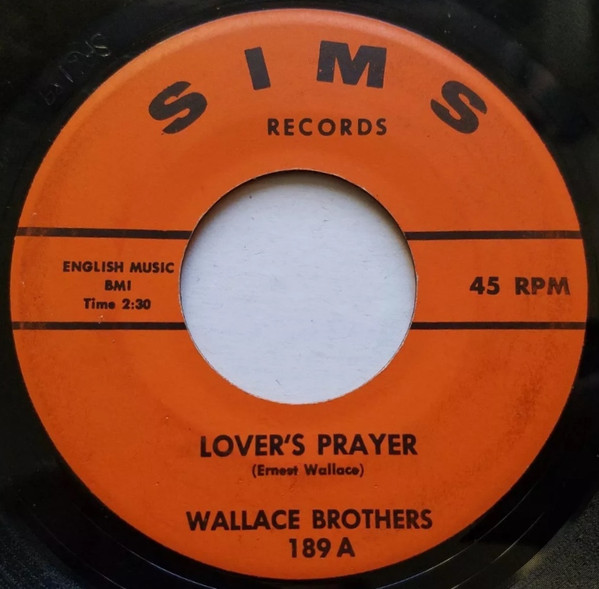 SIMS
RECORDS
ENGLISH MUSIC
BMI
Time 2:30
45 RPM
LOVER'S PRAYER
(Ernest Wallace)
WALLACE BROTHERS
189 A